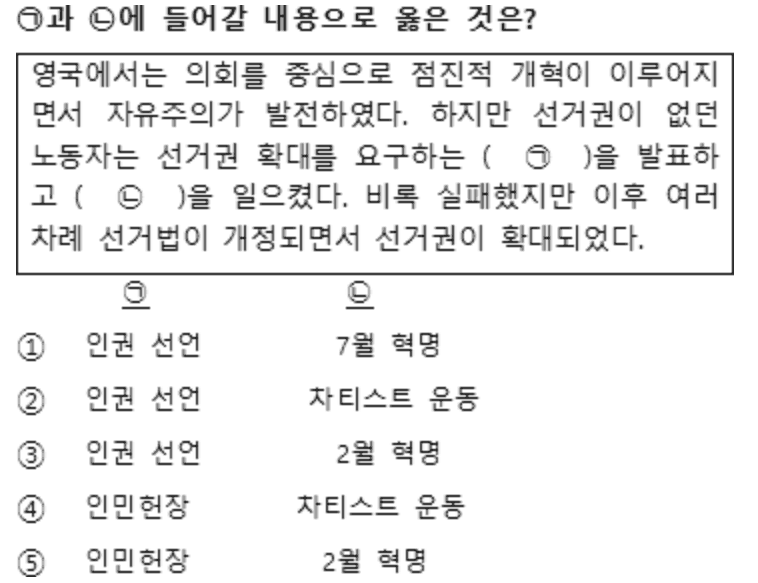 ㉠과 ㉡에 들어갈 내용으로 옳은 것은?
영국에서는 의회를 중심으로 점진적 개혁이 이루어지
면서 자유주의가 발전하였다. 하지만 선거권이 없던
노동자는 선거권 확대를 요구하는 ( ㉠ )을 발표하
고 ( ㉡ )을 일으켰다. 비록 실패했지만 이후 여러
차례 선거법이 개정되면서 선거권이 확대되었다.
㉠ ㉡
① 인권 선언 7월 혁명
② 인권 선언 차티스트 운동
③ 인권 선언 2월 혁명
④ 인민헌장 차티스트 운동
⑤ 인민헌장 2월 혁명